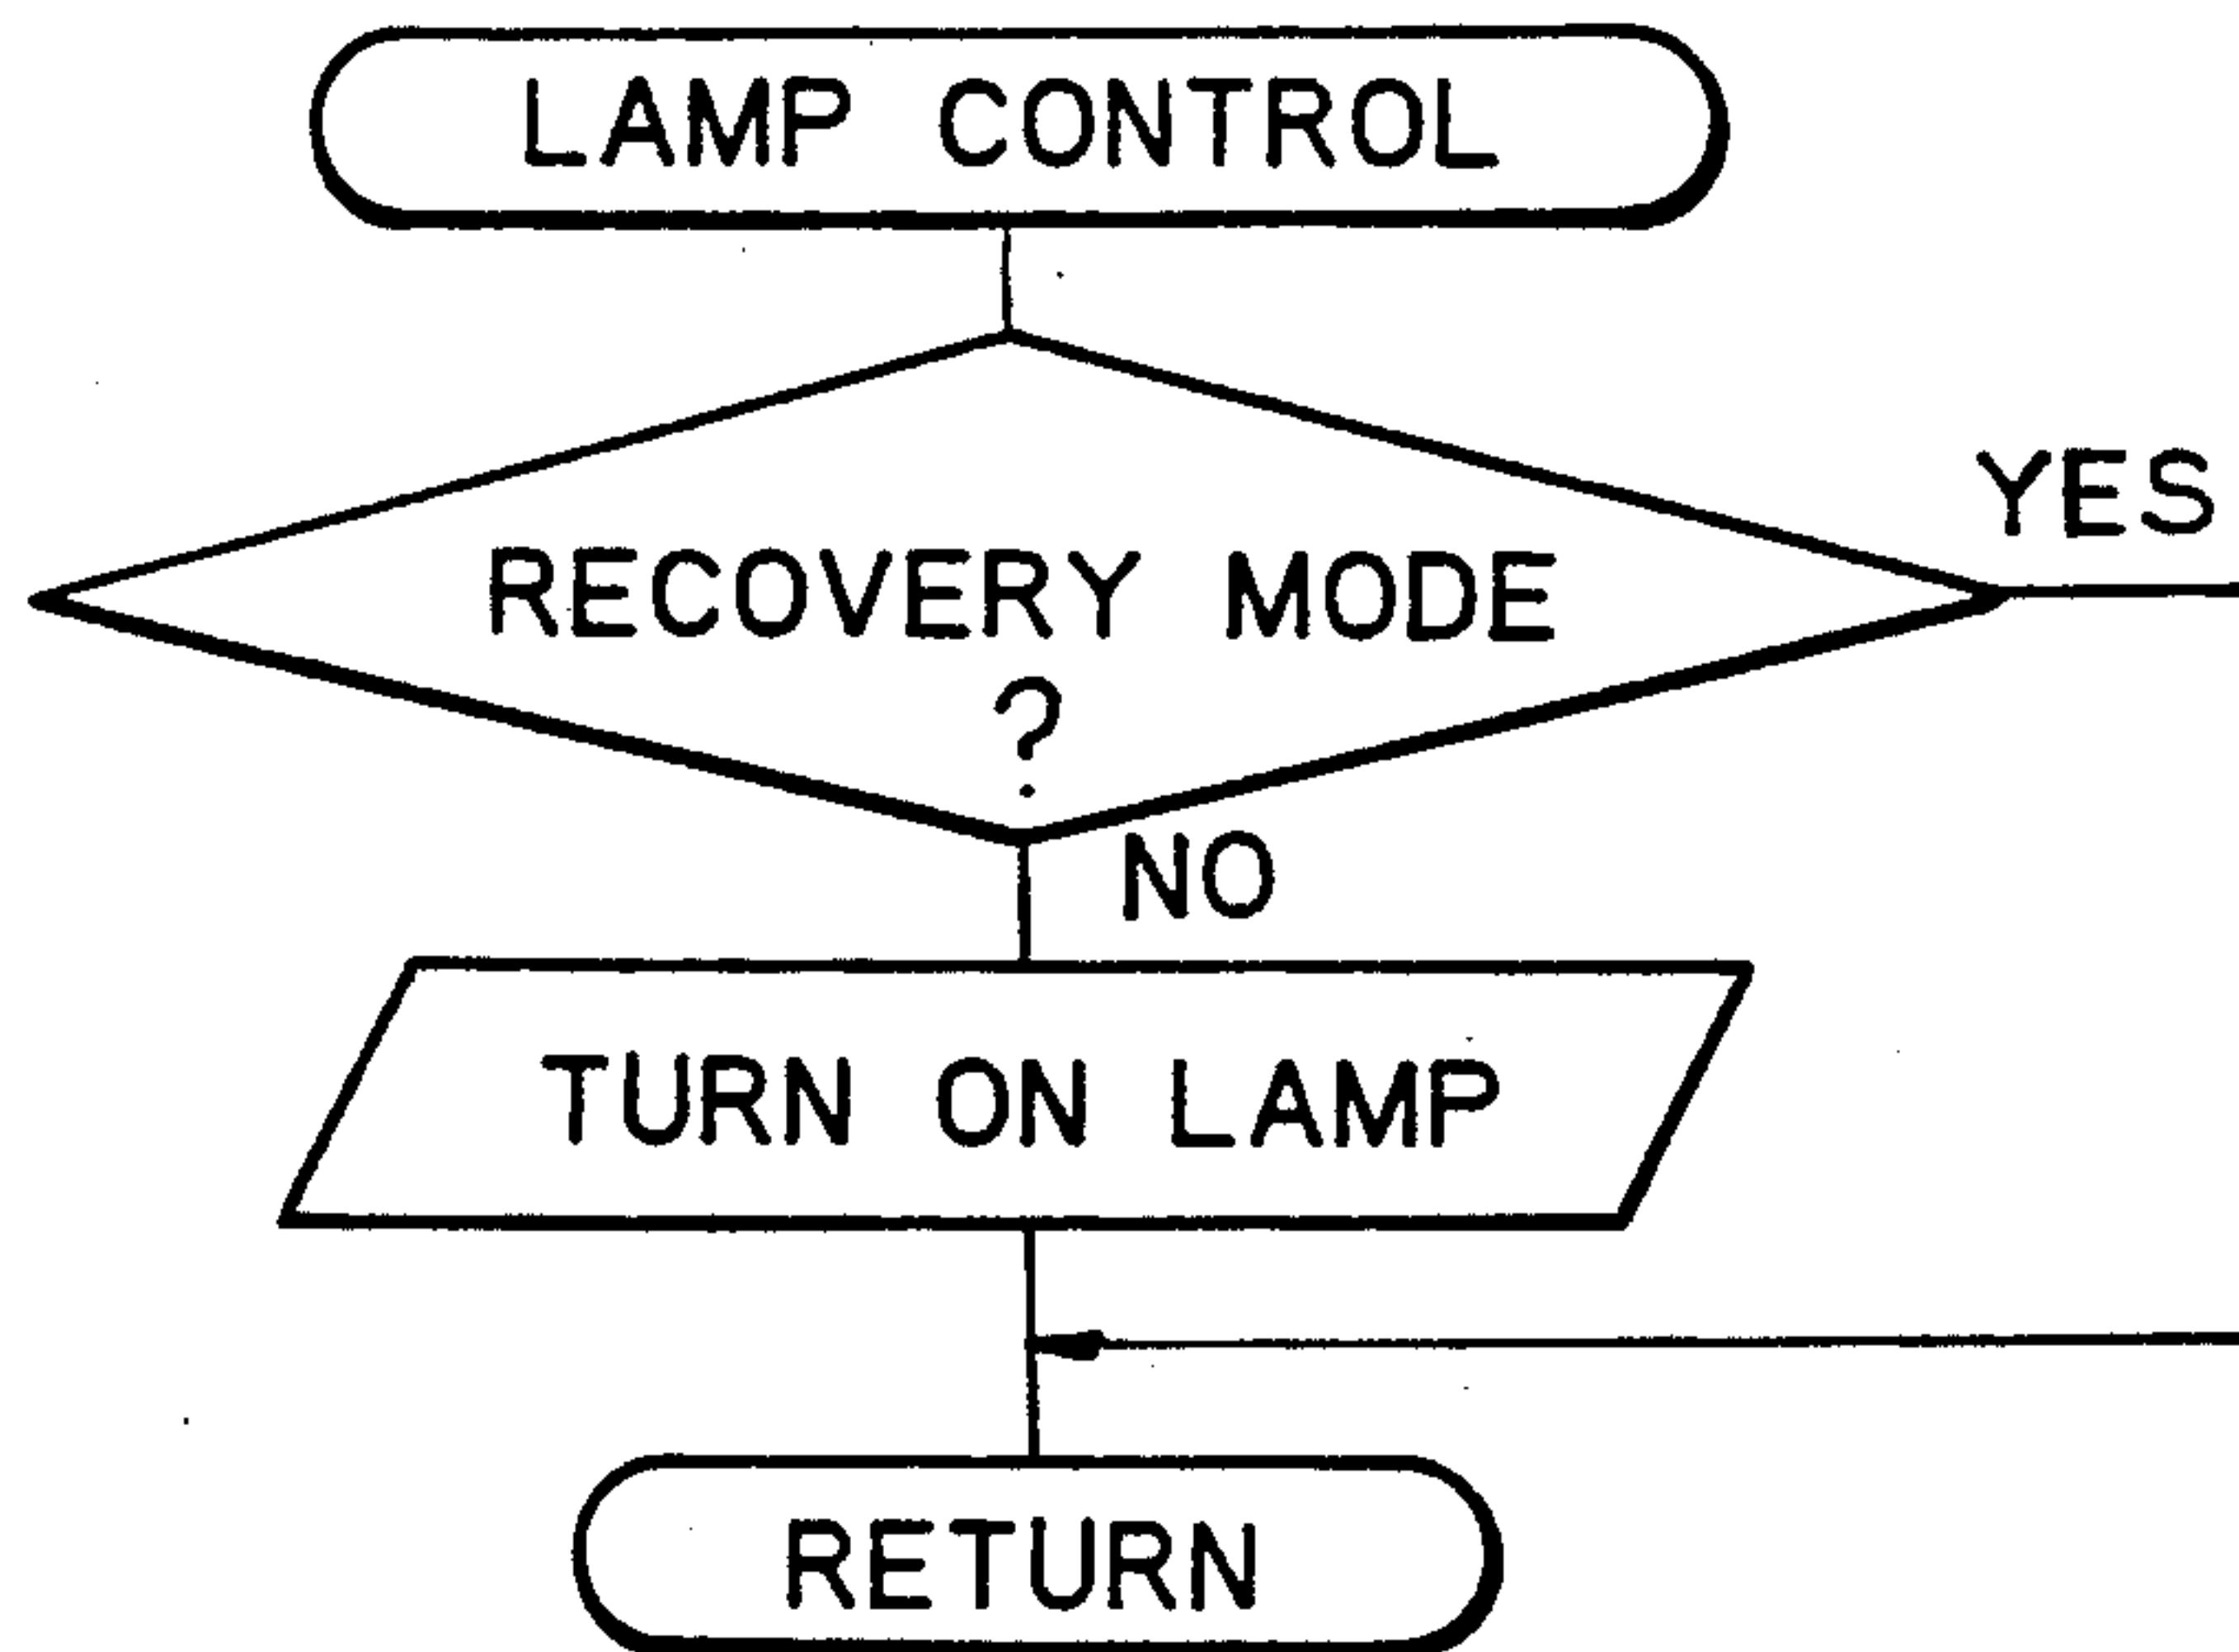 LAMP CONTROL
YES
RECOVERY MODE
?
NO
TURN ON LAMP
RETURN